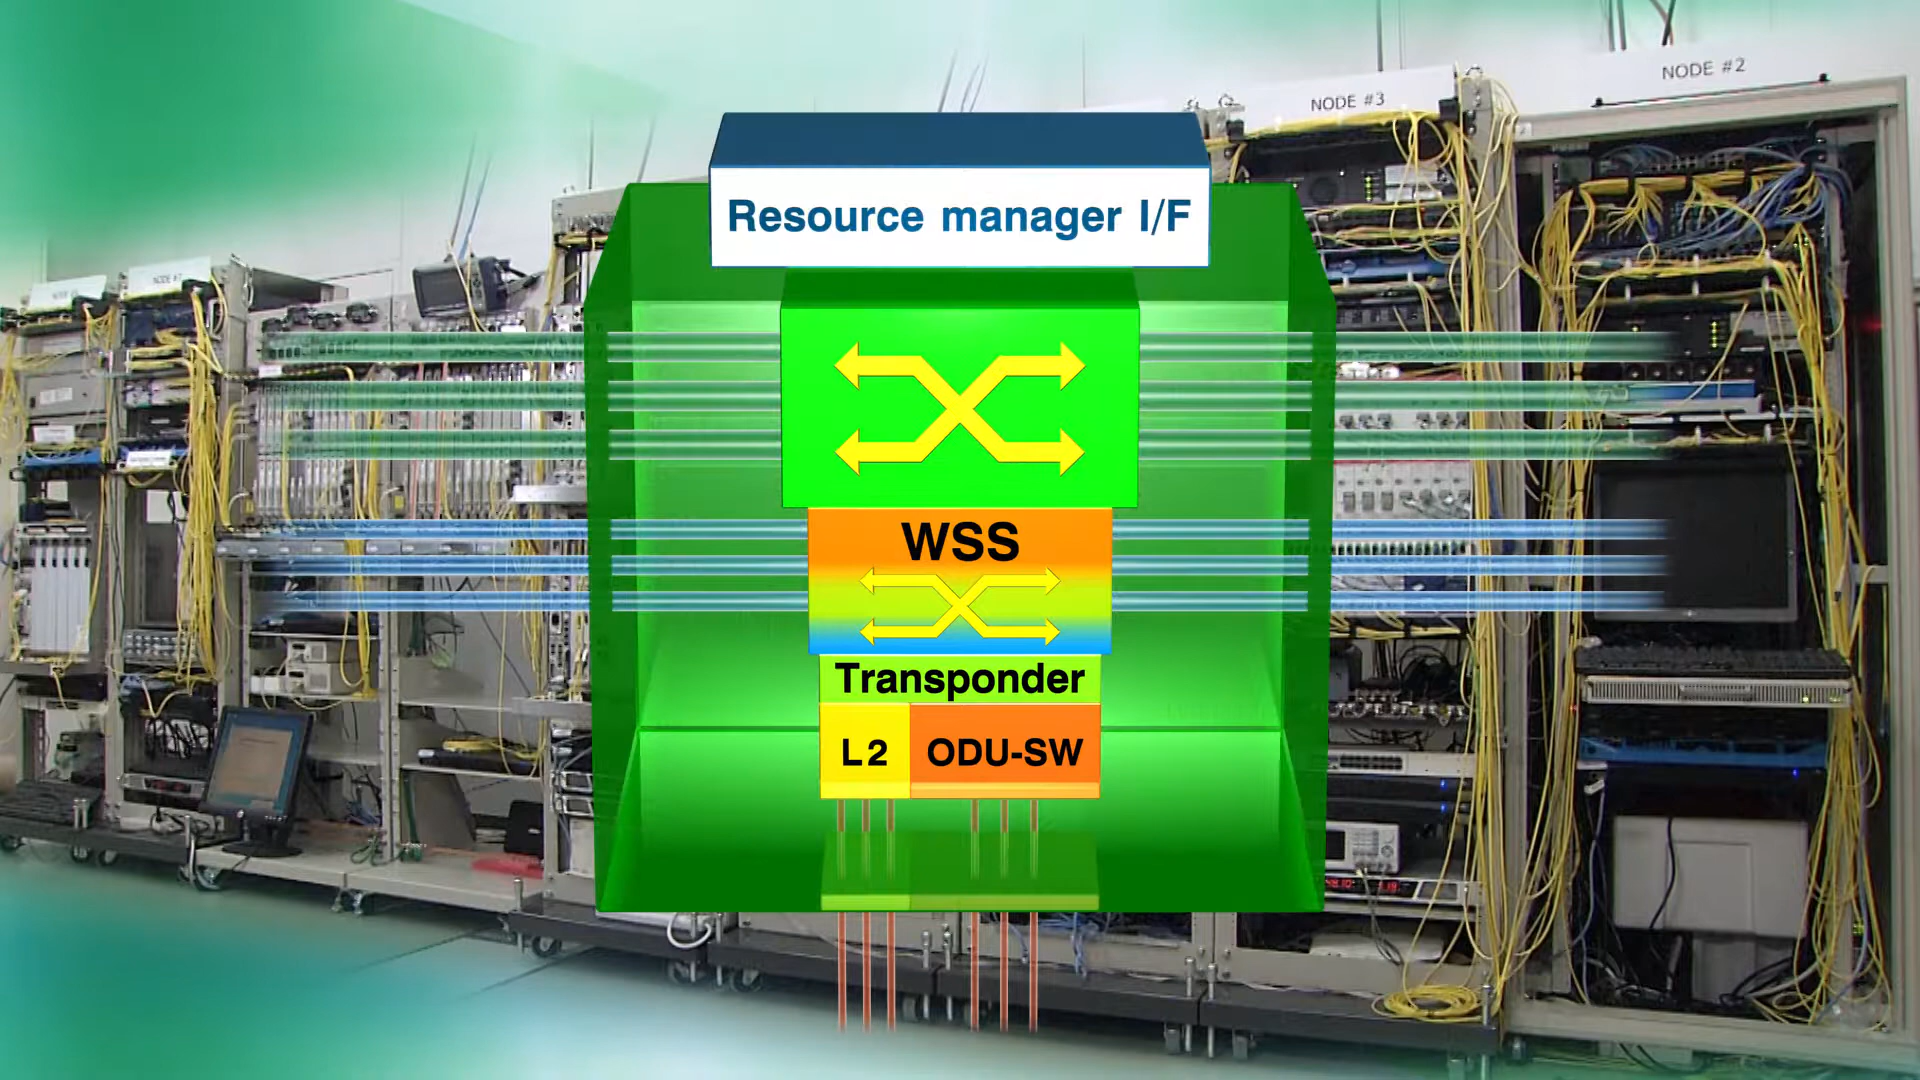 NODE #2
NODE #3
Resource manager I/F
WSS
Transponder
L2
ODU-SW